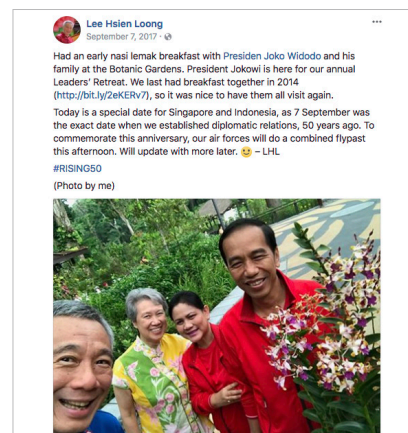 Lee Hsien Loong
September 7, 2017 ·
Had an early nasi lemak breakfast with Presiden Joko Widodo and his
family at the Botanic Gardens. President Jokowi is here for our annual
Leaders' Retreat. We last had breakfast together in 2014
(http://bit.ly/2eKERv7), so it was nice to have them all visit again.
Today is a special date for Singapore and Indonesia, as 7 September was
the exact date when we established diplomatic relations, 50 years ago. To
commemorate this anniversary, our air forces will do a combined flypast
this afternoon. Will update with more later. 😀 – LHL
#RISING50
(Photo by me)